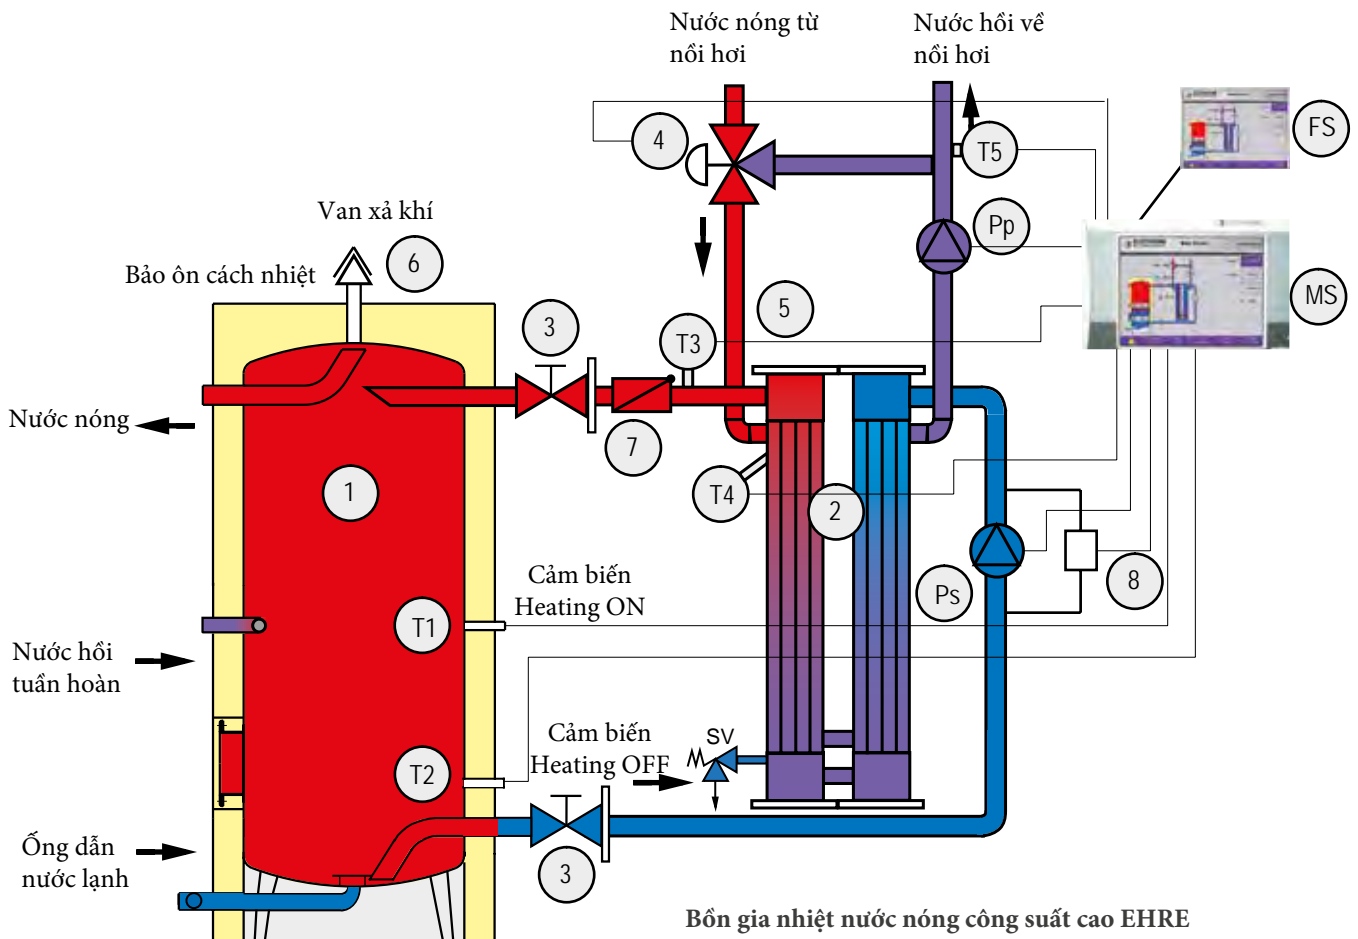 Nước nóng từ
nồi hơi
Nước hồi về
nồi hơi
FS
4
T5
Van xả khí
6
Pp
Bảo ôn cách nhiệt
MS
5
3
T3
Nước nóng
7
1
T4
2
Cảm biến
Heating ON
8
Ps
T1
Nước hồi
tuần hoàn
Cảm biến
Heating OFF
SV
T2
Ống dẫn
nước lạnh
3
Bồn gia nhiệt nước nóng công suất cao EHRE